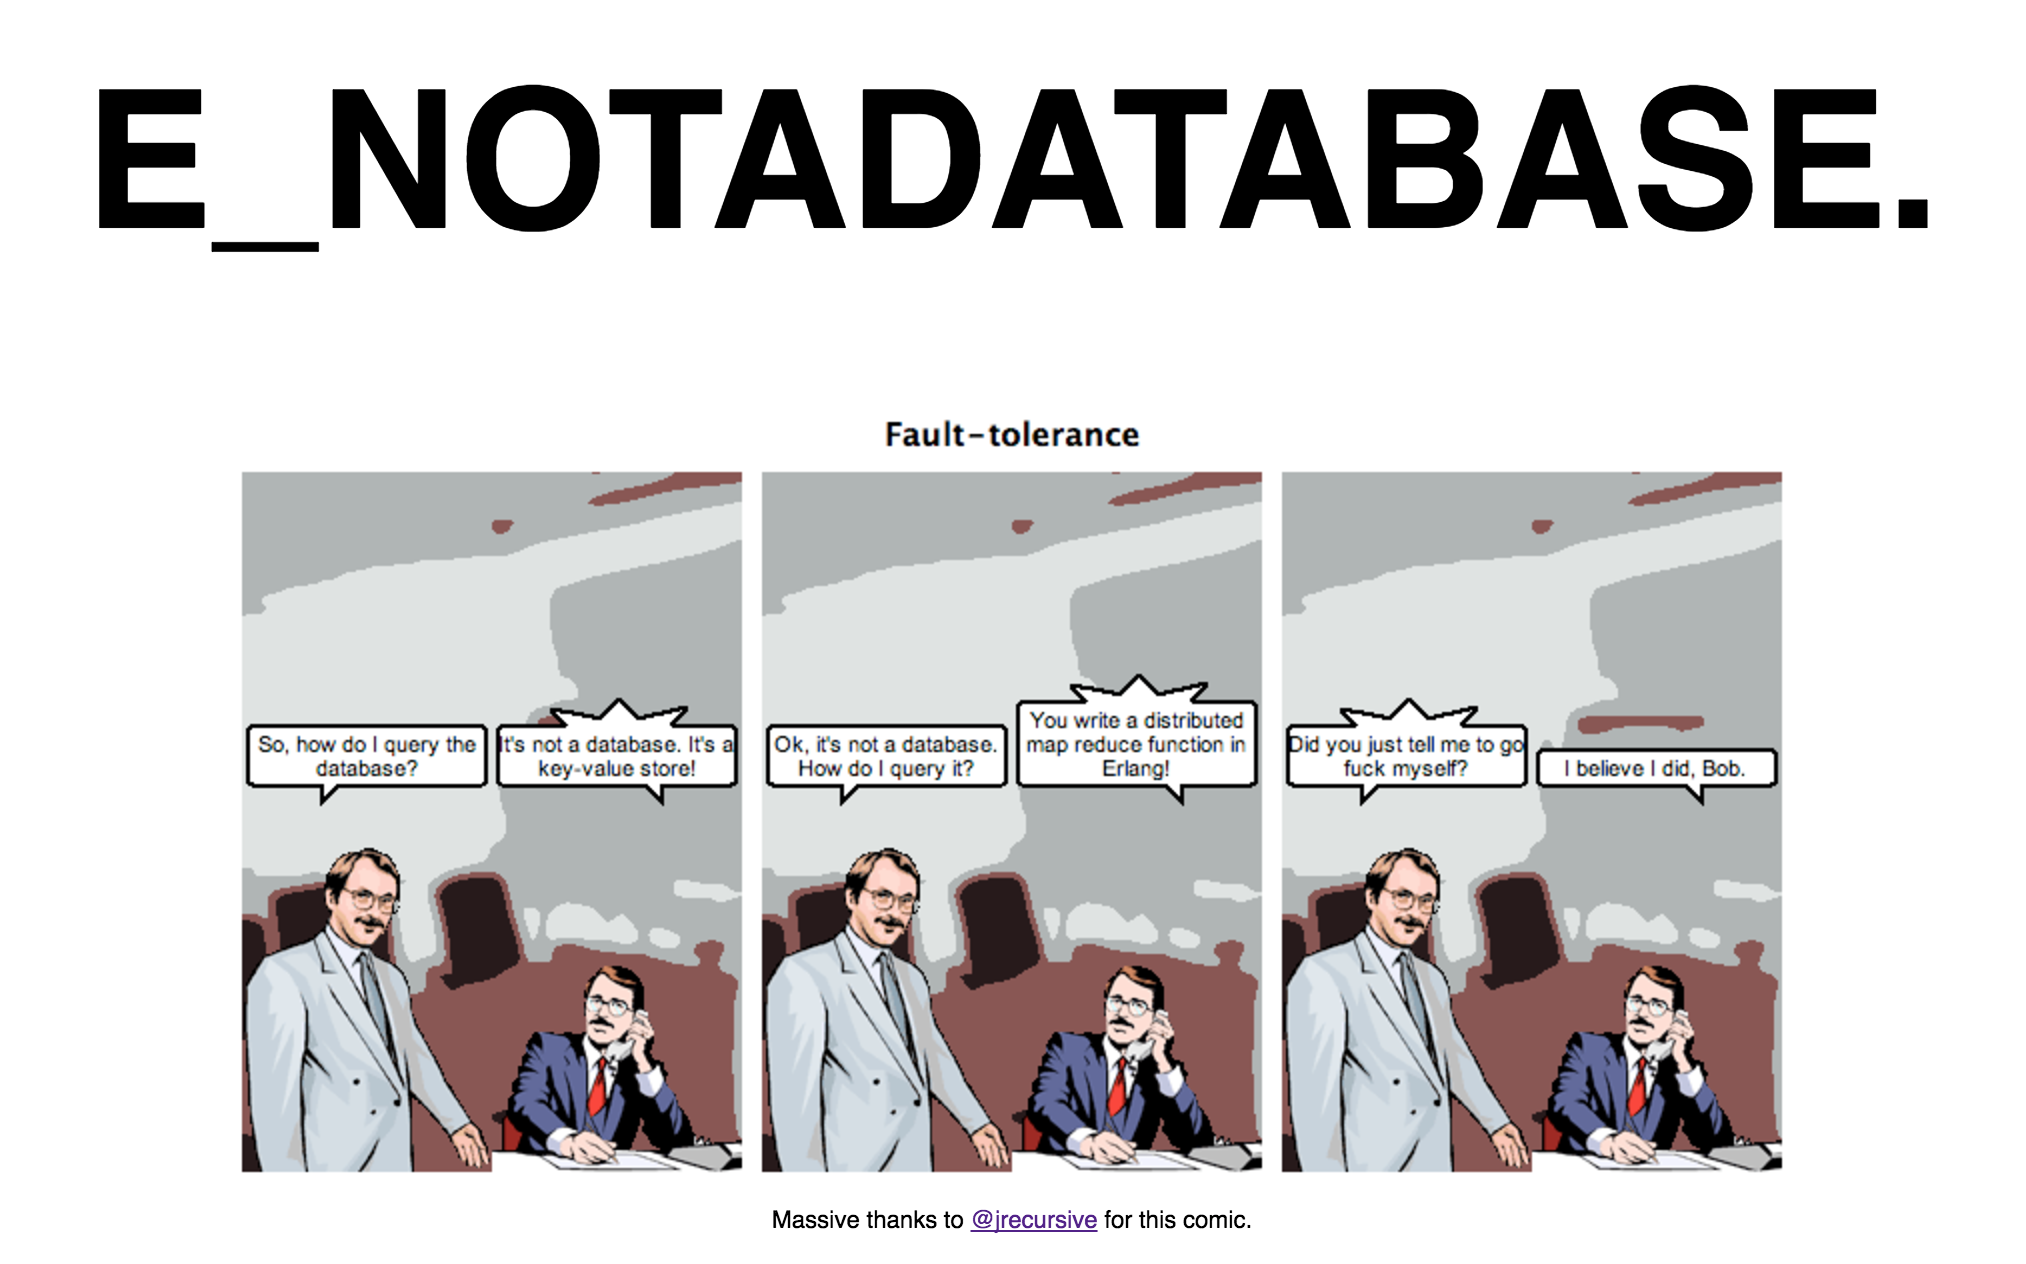 E_NOTADATABASE.
Fault-tolerance
So, how do I query the
database?
It's not a database. It's a
key-value store!
Ok, it's not a database.
How do I query it?
You write a distributed
map reduce function in
Erlang!
Did you just tell me to go
fuck myself?
I believe I did, Bob.
Massive thanks to @jrecursive for this comic.